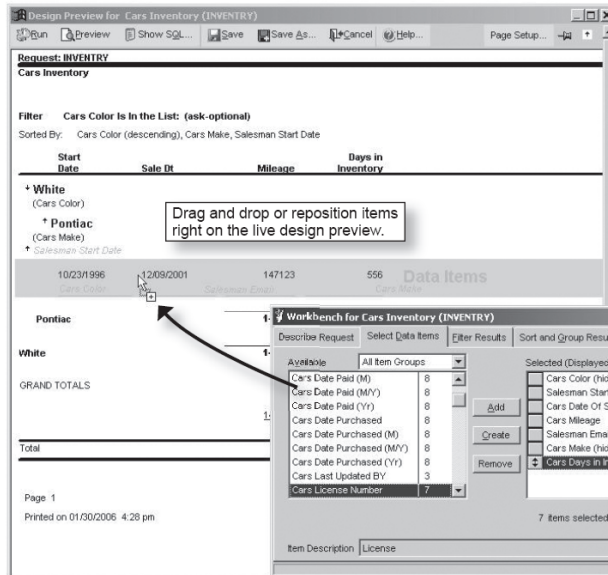 Design Preview for Cars Inventory (INVENTRY)
Run Preview Show SQL... Save Save As... Cancel Help... Page Setup...
Request: INVENTRY
Cars Inventory
Filter Cars Color Is In the List: (ask-optional)
Sorted By: Cars Color (descending), Cars Make, Salesman Start Date
Start Date Sale Dt Mileage Days in Inventory
White
(Cars Color)
Pontiac
(Cars Make)
Salesman Start Date
Drag and drop or reposition items
right on the live design preview.
10/23/1996 12/09/2001 147123 556 Data Items
Cars Color Salesman Email Cars Make
Pontiac
White
GRAND TOTALS
Total
Page 1
Printed on 01/30/2006 4:28 pm
Workbench for Cars Inventory (INVENTRY)
Describe Request Select Data Items Filter Results Sort and Group Resu
Available All Item Groups Selected (Displayed
Cars Date Paid (M) 8
Cars Date Paid (M/Y) 8
Cars Date Paid (Yr) 8
Cars Date Purchased 8
Cars Date Purchased (M) 8
Cars Date Purchased (M/Y) 8
Cars Date Purchased (Yr) 8
Cars Last Updated BY 3
Cars License Number 7
Add
Create
Remove
Cars Color (hid
Salesman Start
Cars Date Of S
Cars Mileage
Salesman Emai
Cars Make (hid
Cars Days in In
7 items selected
Item Description License